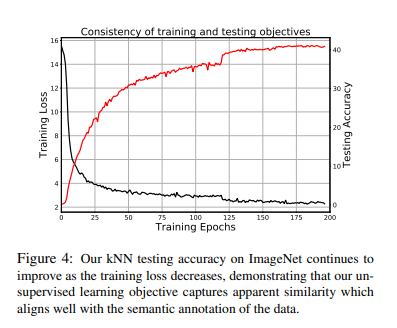 Consistency of training and testing objectives
16
14
12
10
8
6
4
2
40
30
20
10
0
0 25 50 75 100 125 150 175 200
Training Loss
Testing Accuracy
Training Epochs
Figure 4: Our kNN testing accuracy on ImageNet continues to
improve as the training loss decreases, demonstrating that our un-
supervised learning objective captures apparent similarity which
aligns well with the semantic annotation of the data.